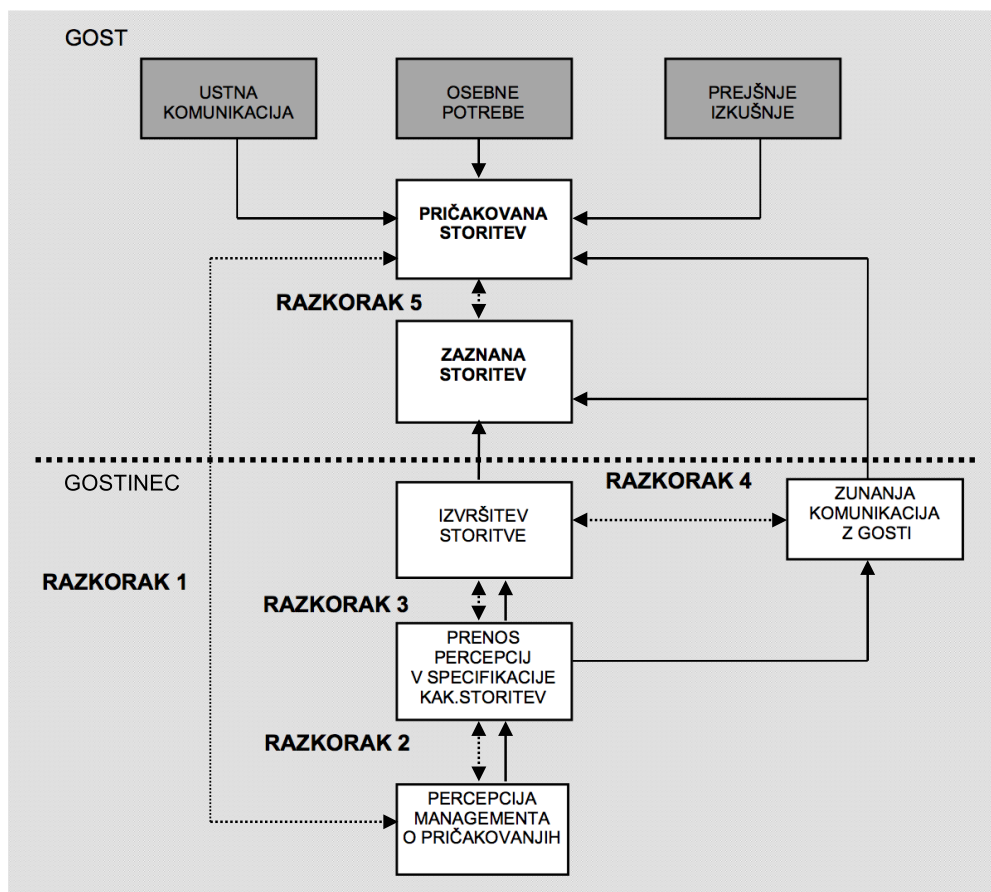 GOST
USTNA
KOMUNIKACIJA
OSEBNE
POTREBE
PREJŠNJE
IZKUŠNJE
PRIČAKOVANA
STORITEV
RAZKORAK 5
ZAZNANA
STORITEV
GOSTINEC
RAZKORAK 4
IZVRŠITEV
STORITVE
ZUNANJA
KOMUNIKACIJA
Z GOSTI
RAZKORAK 1
RAZKORAK 3
PRENOS
PERCEPCIJ
V SPECIFIKACIJE
KAK.STORITEV
RAZKORAK 2
PERCEPCIJA
MANAGEMENTA
O PRIČAKOVANJIH